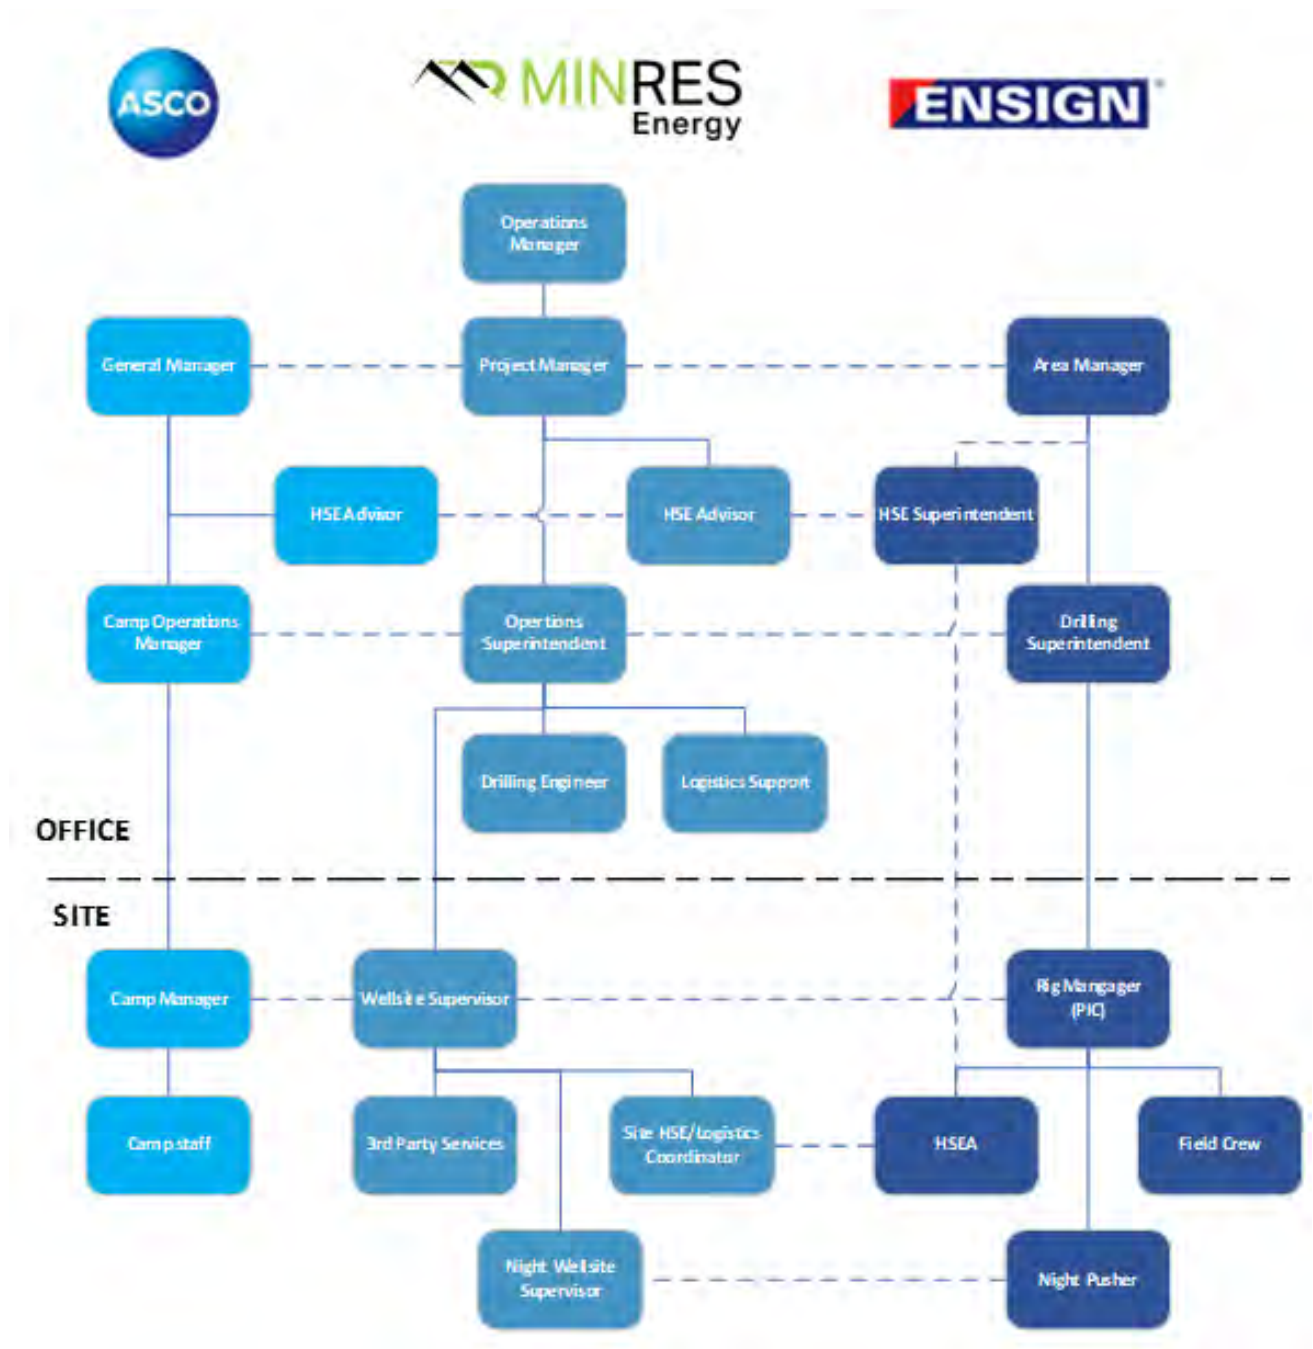 ASCO
MINRES
Energy
ENSIGN
Operations
Manager
General Manager
Project Manager
Area Manager
HSE Advisor
HSE Advisor
HSE Superintendent
Camp Operations
Manager
Opertions
Superintendent
Drilling
Superintendent
Drilling Engineer
Logistics Support
OFFICE
SITE
Camp Manager
Wellsite Supervisor
Rig Mangager
(PIC)
Camp staff
3rd Party Services
Site HSE/Logistics
Coordinator
HSEA
Field Crew
Night Wellsite
Supervisor
Night Pusher